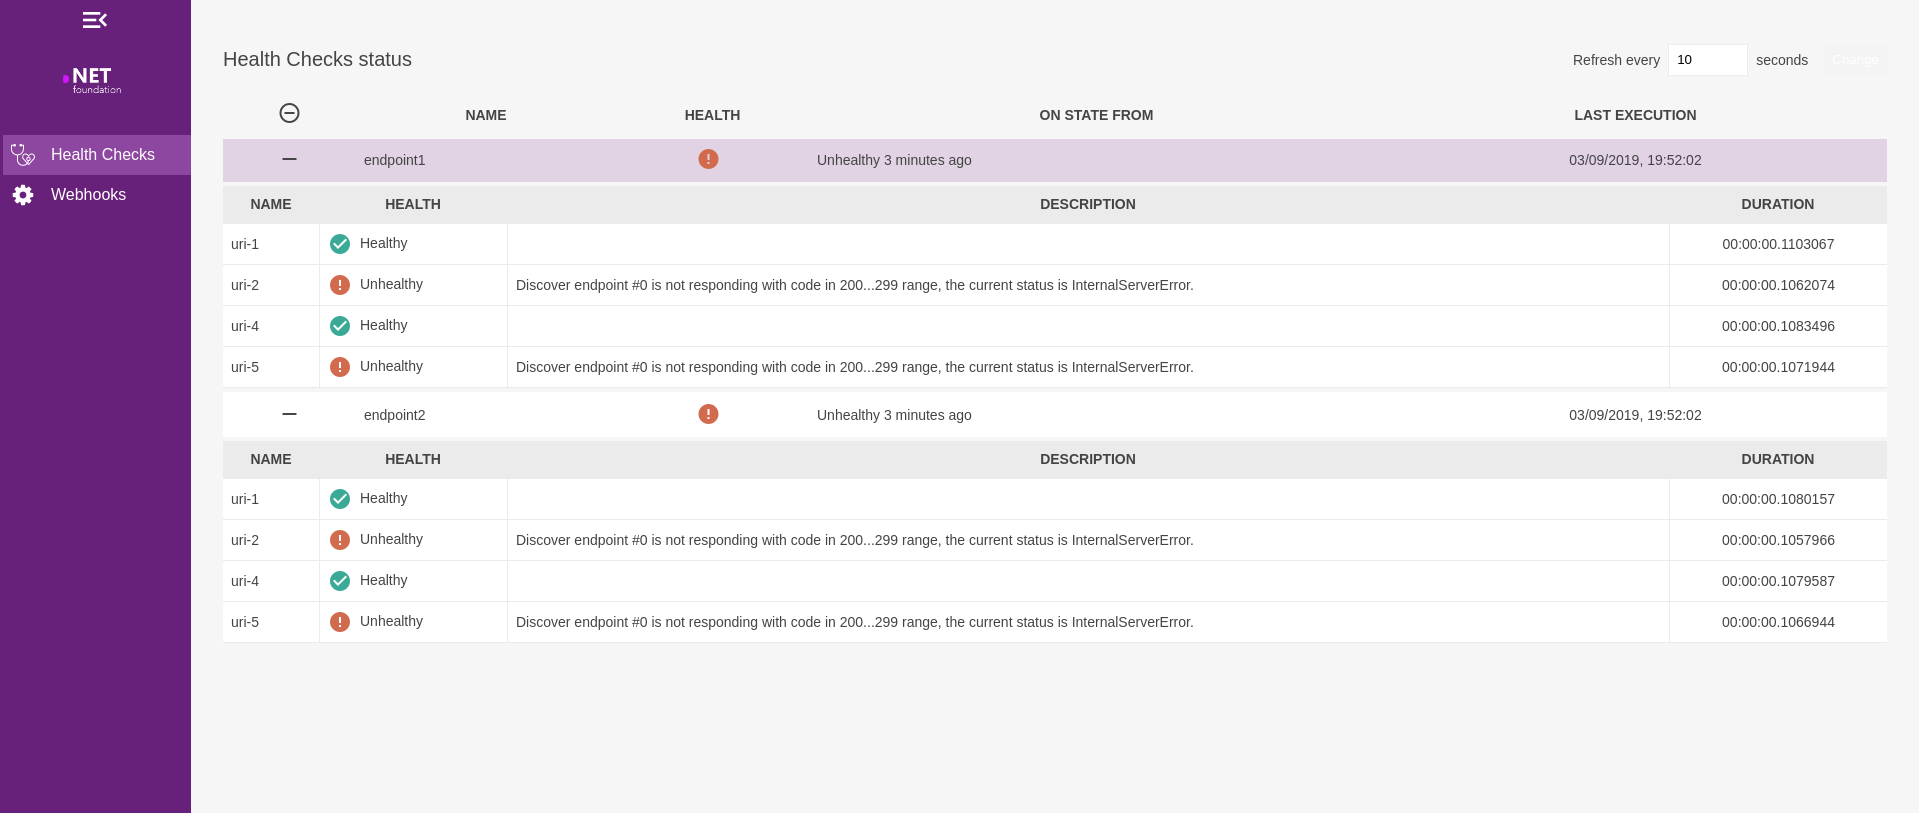 .NET
foundation
Health Checks
Webhooks
Health Checks status
Refresh every 10 seconds Change
NAME HEALTH ON STATE FROM LAST EXECUTION
endpoint1 Unhealthy 3 minutes ago 03/09/2019, 19:52:02
NAME HEALTH DESCRIPTION DURATION
uri-1 Healthy 00:00:00.1103067
uri-2 Unhealthy Discover endpoint #0 is not responding with code in 200...299 range, the current status is InternalServerError. 00:00:00.1062074
uri-4 Healthy 00:00:00.1083496
uri-5 Unhealthy Discover endpoint #0 is not responding with code in 200...299 range, the current status is InternalServerError. 00:00:00.1071944
endpoint2 Unhealthy 3 minutes ago 03/09/2019, 19:52:02
NAME HEALTH DESCRIPTION DURATION
uri-1 Healthy 00:00:00.1080157
uri-2 Unhealthy Discover endpoint #0 is not responding with code in 200...299 range, the current status is InternalServerError. 00:00:00.1057966
uri-4 Healthy 00:00:00.1079587
uri-5 Unhealthy Discover endpoint #0 is not responding with code in 200...299 range, the current status is InternalServerError. 00:00:00.1066944